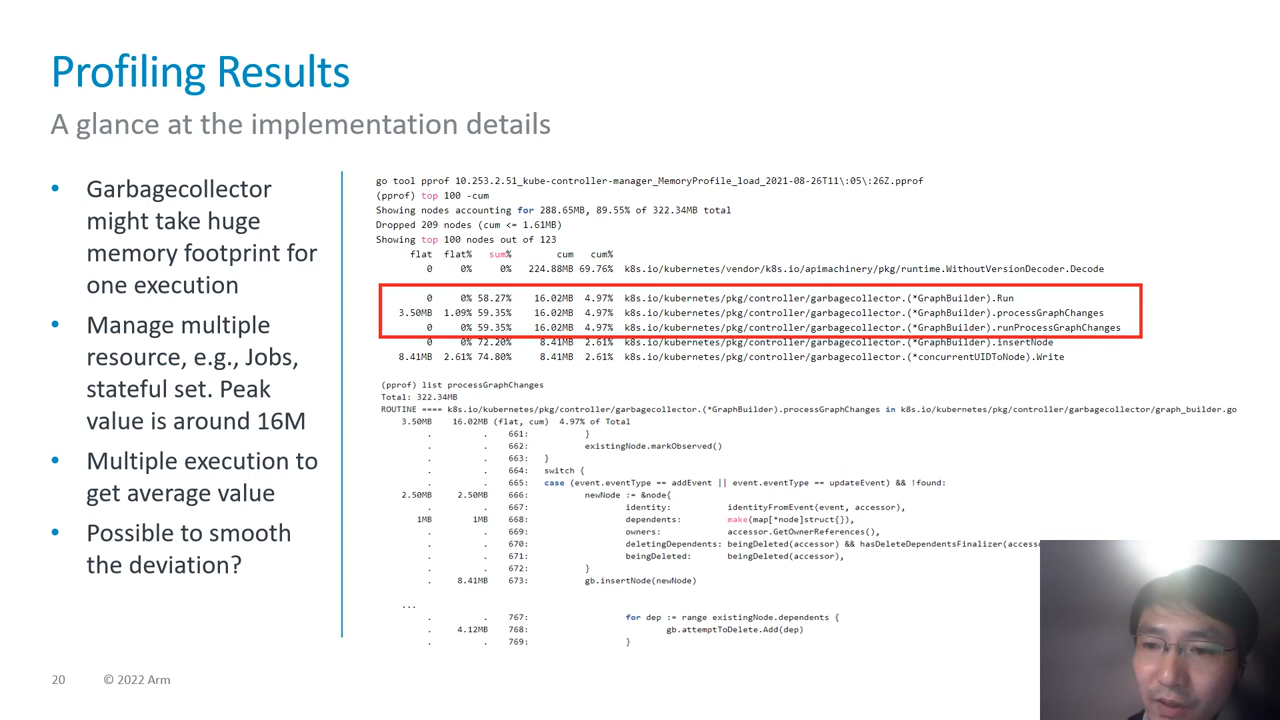 Profiling Results
A glance at the implementation details
• Garbagecollector
might take huge
memory footprint for
one execution
• Manage multiple
resource, e.g., Jobs,
stateful set. Peak
value is around 16M
• Multiple execution to
get average value
• Possible to smooth
the deviation?
go tool pprof 10.253.2.51_kube-controller-manager_MemoryProfile_load_2021-08-26T11\:05\:26Z.pprof
(pprof) top 100 -cum
Showing nodes accounting for 288.65MB, 89.55% of 322.34MB total
Dropped 209 nodes (cum <= 1.61MB)
Showing top 100 nodes out of 123
flat flat% sum% cum cum%
0 0% 0% 224.88MB 69.76% k8s.io/kubernetes/vendor/k8s.io/apimachinery/pkg/runtime.WithoutVersionDecoder.Decode
0 0% 58.27% 16.02MB 4.97% k8s.io/kubernetes/pkg/controller/garbagecollector.(*GraphBuilder).Run
3.50MB 1.09% 59.35% 16.02MB 4.97% k8s.io/kubernetes/pkg/controller/garbagecollector.(*GraphBuilder).processGraphChanges
0 0% 59.35% 16.02MB 4.97% k8s.io/kubernetes/pkg/controller/garbagecollector.(*GraphBuilder).runProcessGraphChanges
0 0% 72.20% 8.41MB 2.61% k8s.io/kubernetes/pkg/controller/garbagecollector.(*GraphBuilder).insertNode
8.41MB 2.61% 74.80% 8.41MB 2.61% k8s.io/kubernetes/pkg/controller/garbagecollector.(*concurrentUIDToNode).Write
(pprof) list processGraphChanges
Total: 322.34MB
ROUTINE ==== k8s.io/kubernetes/pkg/controller/garbagecollector.(*GraphBuilder).processGraphChanges in k8s.io/kubernetes/pkg/controller/garbagecollector/graph_builder.go
3.50MB 16.02MB (flat, cum) 4.97% of Total
. . 661: }
. . 662: existingNode.markObserved()
. . 663: }
. . 664: switch {
. . 665: case (event.eventType == addEvent || event.eventType == updateEvent) && !found:
2.50MB 2.50MB 666: newNode := &node{
. . 667: identity: identityFromEvent(event, accessor),
1MB 1MB 668: dependents: make(map[*node]struct{}),
. . 669: owners: accessor.GetOwnerReferences(),
. . 670: deletingDependents: beingDeleted(accessor) && hasDeleteDependentsFinalizer(accesso
. . 671: beingDeleted: beingDeleted(accessor),
. . 672: }
. 8.41MB 673: gb.insertNode(newNode)
...
. . 767: for dep := range existingNode.dependents {
. 4.12MB 768: gb.attemptToDelete.Add(dep)
. . 769: }
20 © 2022 Arm